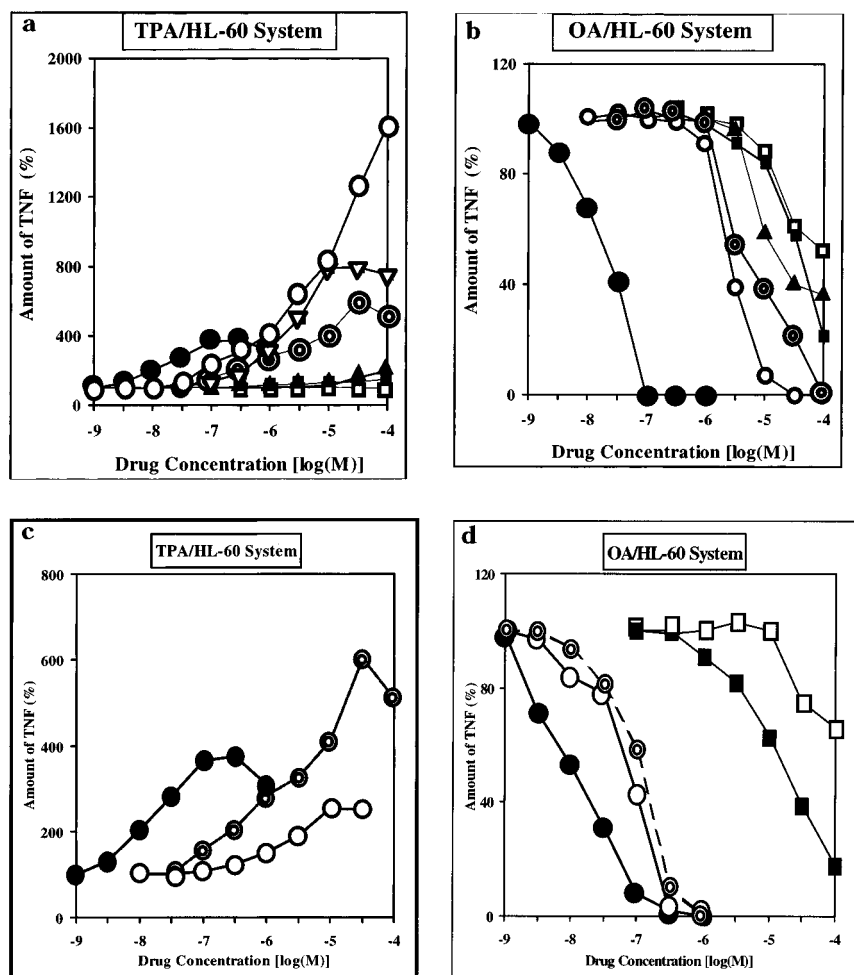 a
TPA/HL-60 System
Amount of TNF (%)
2000
1600
1200
800
400
0
-9 -8 -7 -6 -5 -4
Drug Concentration [log(M)]
b
OA/HL-60 System
Amount of TNF (%)
120
80
40
0
-9 -8 -7 -6 -5 -4
Drug Concentration [log(M)]
c
TPA/HL-60 System
Amount of TNF (%)
800
600
400
200
0
-9 -8 -7 -6 -5 -4
Drug Concentration [log(M)]
d
OA/HL-60 System
Amount of TNF (%)
120
80
40
0
-9 -8 -7 -6 -5 -4
Drug Concentration [log(M)]